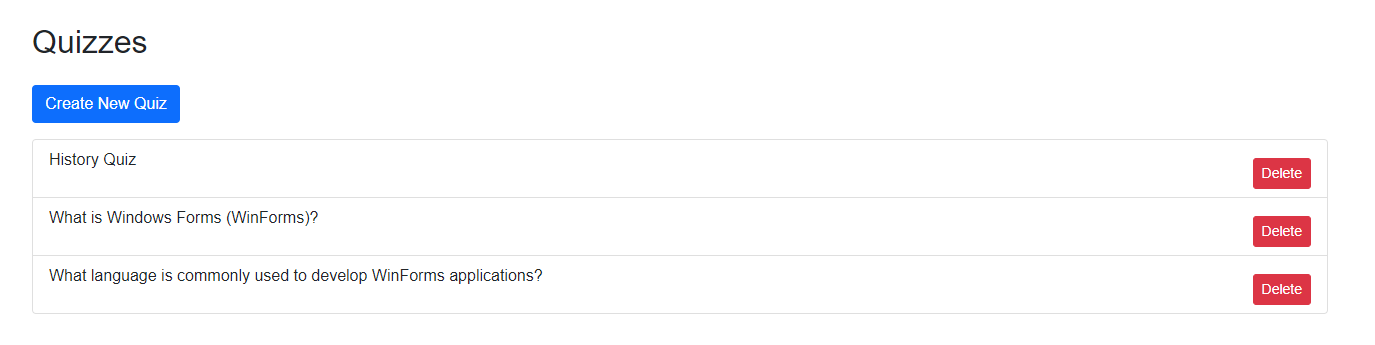 Quizzes
Create New Quiz
History Quiz
Delete
What is Windows Forms (WinForms)?
Delete
What language is commonly used to develop WinForms applications?
Delete